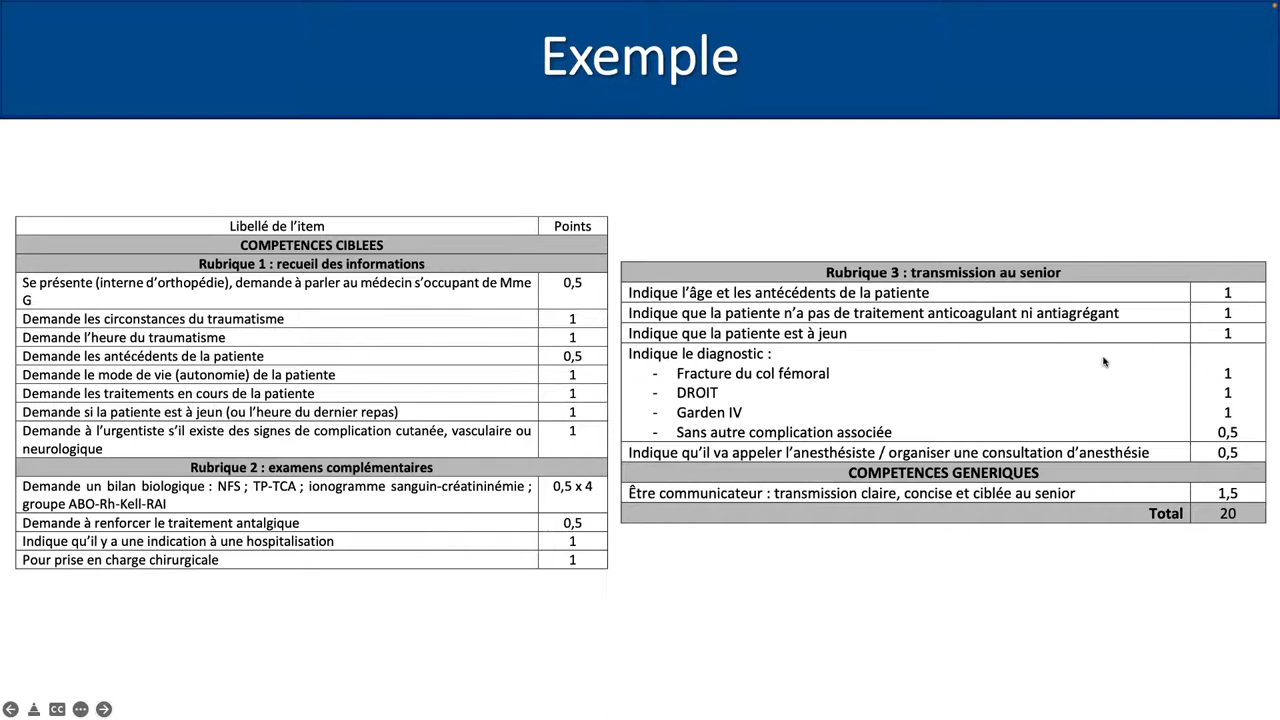 Exemple
Libellé de l’item Points
COMPETENCES CIBLEES
Rubrique 1 : recueil des informations
Se présente (interne d’orthopédie), demande à parler au médecin s’occupant de Mme 0,5
G
Demande les circonstances du traumatisme 1
Demande l’heure du traumatisme 1
Demande les antécédents de la patiente 0,5
Demande le mode de vie (autonomie) de la patiente 1
Demande les traitements en cours de la patiente 1
Demande si la patiente est à jeun (ou l’heure du dernier repas) 1
Demande à l’urgentiste s’il existe des signes de complication cutanée, vasculaire ou 1
neurologique
Rubrique 2 : examens complémentaires
Demande un bilan biologique : NFS ; TP-TCA ; ionogramme sanguin-créatininémie ; 0,5 x 4
groupe ABO-Rh-Kell-RAI
Demande à renforcer le traitement antalgique 0,5
Indique qu’il y a une indication à une hospitalisation 1
Pour prise en charge chirurgicale 1
Rubrique 3 : transmission au senior
Indique l’âge et les antécédents de la patiente 1
Indique que la patiente n’a pas de traitement anticoagulant ni antiagrégant 1
Indique que la patiente est à jeun 1
Indique le diagnostic :
- Fracture du col fémoral 1
- DROIT 1
- Garden IV 1
- Sans autre complication associée 0,5
Indique qu’il va appeler l’anesthésiste / organiser une consultation d’anesthésie 0,5
COMPETENCES GENERIQUES
Être communicateur : transmission claire, concise et ciblée au senior 1,5
Total 20
CC